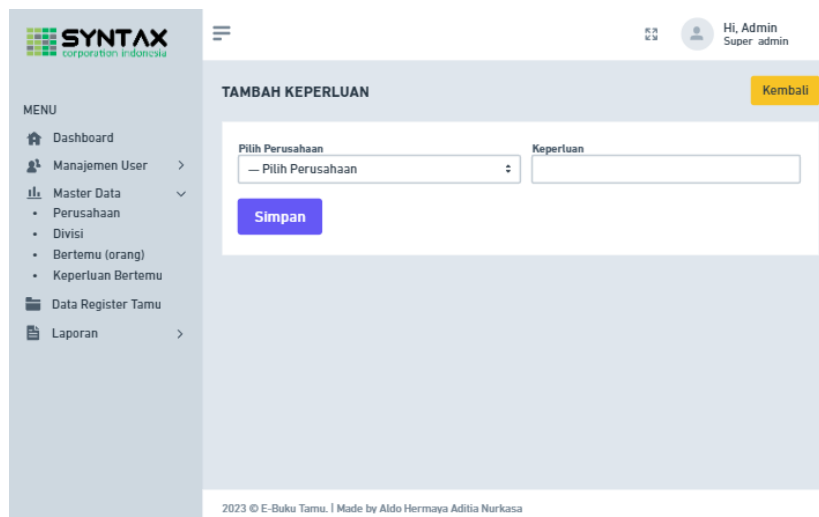 SYNTAX
corporation indonesia
Hi, Admin
Super admin
MENU
Dashboard
Manajemen User
Master Data
Perusahaan
Divisi
Bertemu (orang)
Keperluan Bertemu
Data Register Tamu
Laporan
TAMBAH KEPERLUAN
Kembali
Pilih Perusahaan
Keperluan
— Pilih Perusahaan
Simpan
2023 © E-Buku Tamu. | Made by Aldo Hermaya Aditia Nurkasa